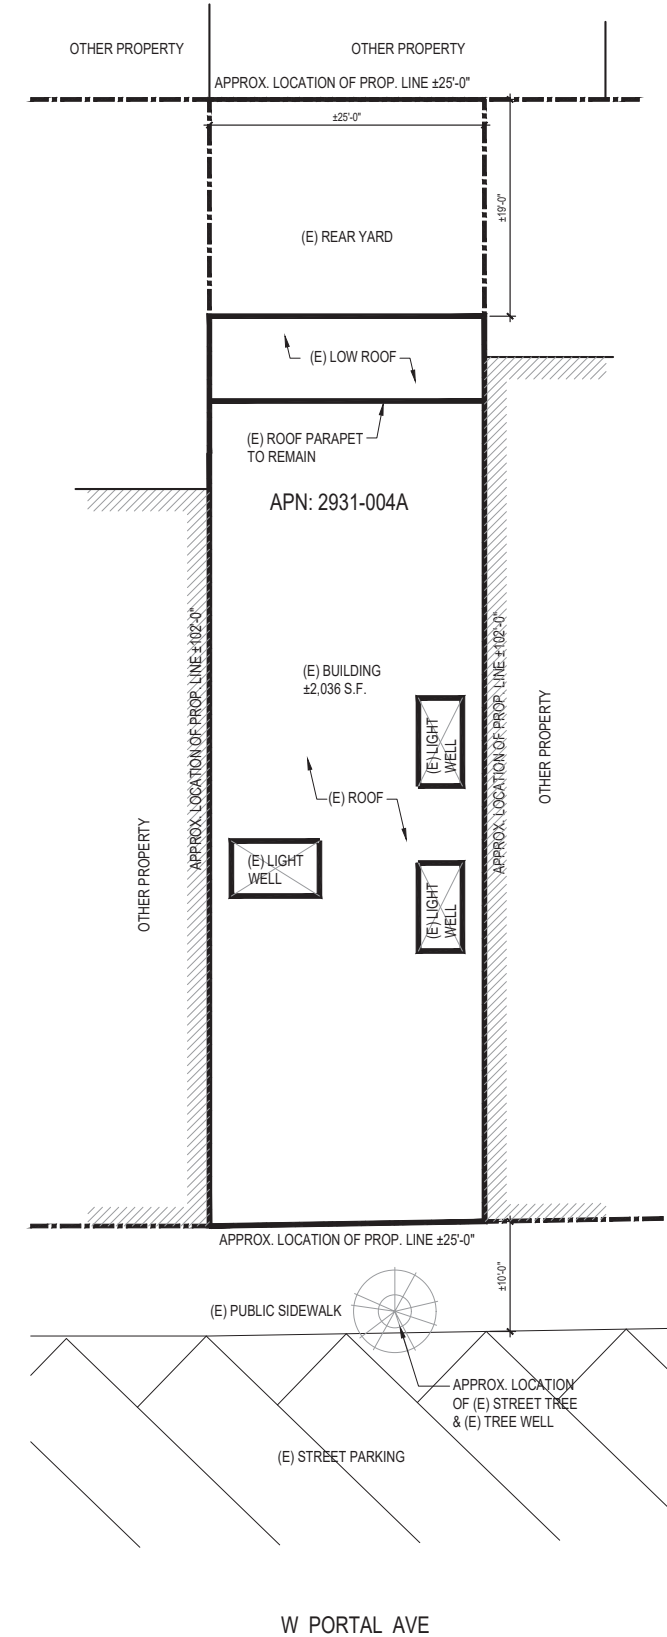 OTHER PROPERTY
OTHER PROPERTY
APPROX. LOCATION OF PROP. LINE ±25'-0"
±25'-0"
±19'-0"
(E) REAR YARD
(E) LOW ROOF
(E) ROOF PARAPET
TO REMAIN
APN: 2931-004A
APPROX. LOCATION OF PROP. LINE ±102'-0"
APPROX. LOCATION OF PROP. LINE ±102'-0"
(E) BUILDING
±2,036 S.F.
(E) LIGHT
WELL
OTHER PROPERTY
(E) ROOF
OTHER PROPERTY
(E) LIGHT
WELL
(E) LIGHT
WELL
APPROX. LOCATION OF PROP. LINE ±25'-0"
±10'-0"
(E) PUBLIC SIDEWALK
APPROX. LOCATION
OF (E) STREET TREE
& (E) TREE WELL
(E) STREET PARKING
W PORTAL AVE